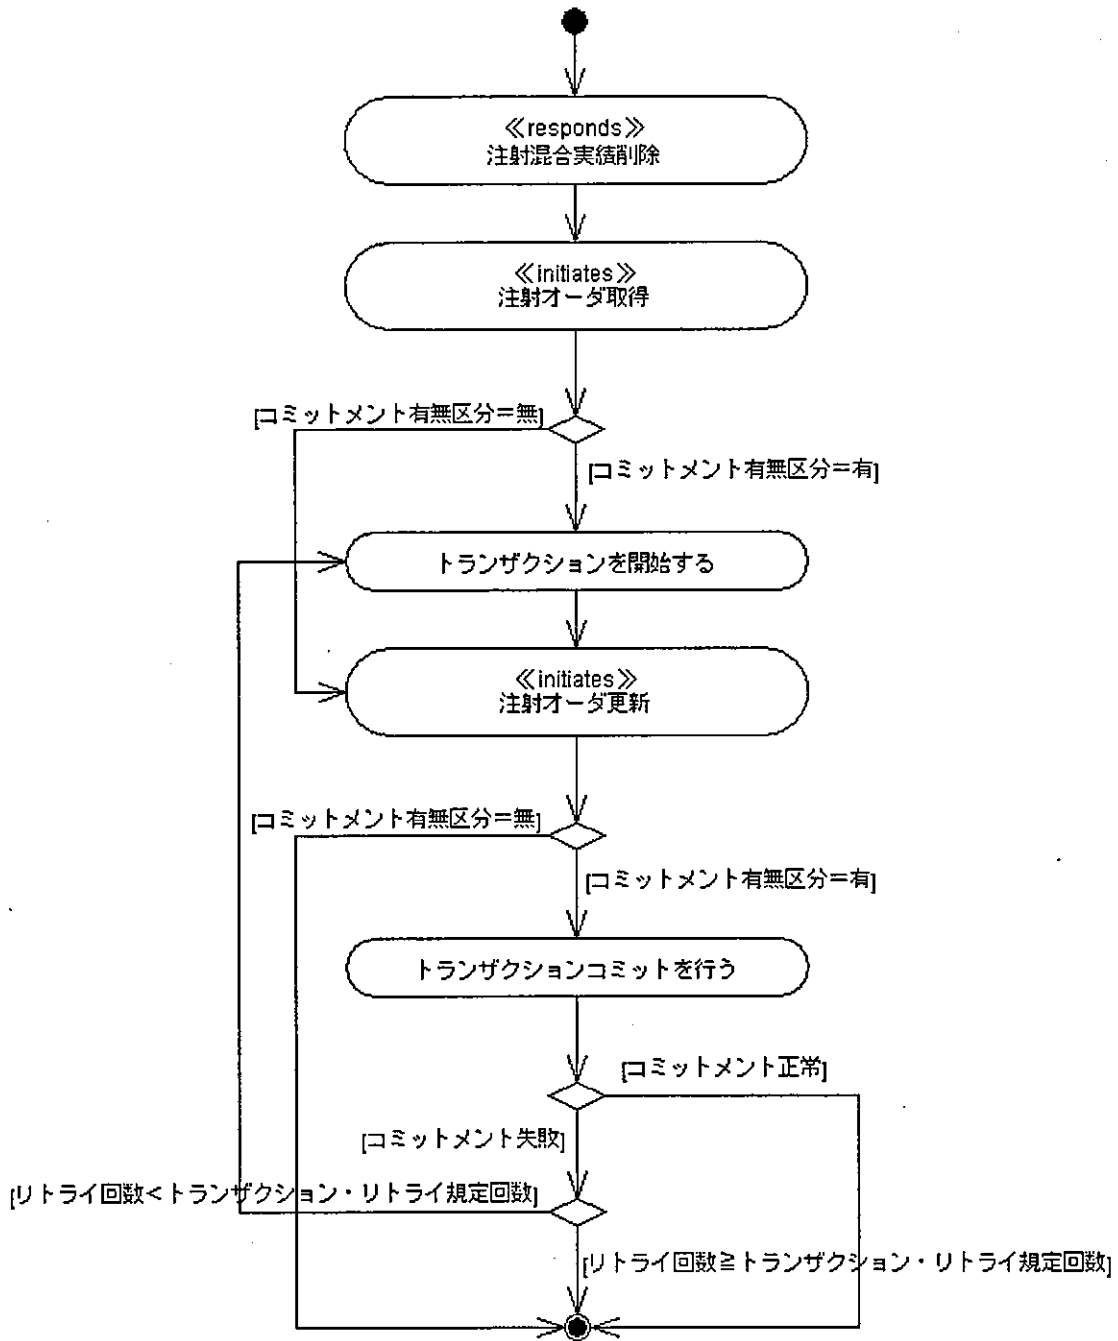 ≪responds≫
注射混合実績削除
≪initiates≫
注射オーダ取得
[コミットメント有無区分＝無]
[コミットメント有無区分＝有]
トランザクションを開始する
≪initiates≫
注射オーダ更新
[コミットメント有無区分＝無]
[コミットメント有無区分＝有]
トランザクションコミットを行う
[コミットメント正常]
[コミットメント失敗]
[リトライ回数＜トランザクション・リトライ規定回数]
[リトライ回数≧トランザクション・リトライ規定回数]